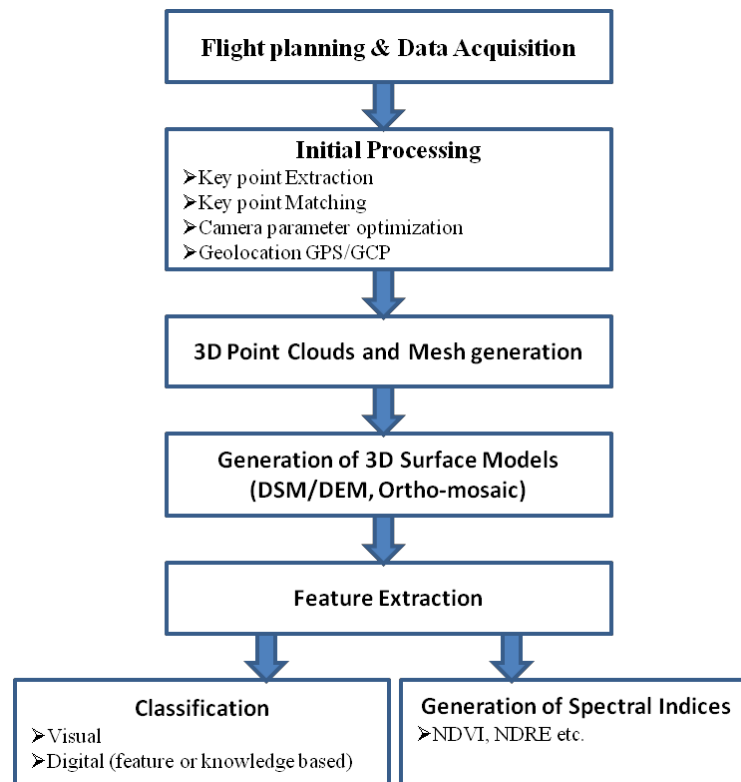 Flight planning & Data Acquisition
Initial Processing
➢Key point Extraction
➢Key point Matching
➢Camera parameter optimization
➢Geolocation GPS/GCP
3D Point Clouds and Mesh generation
Generation of 3D Surface Models
(DSM/DEM, Ortho-mosaic)
Feature Extraction
Classification
➢Visual
➢Digital (feature or knowledge based)
Generation of Spectral Indices
➢NDVI, NDRE etc.